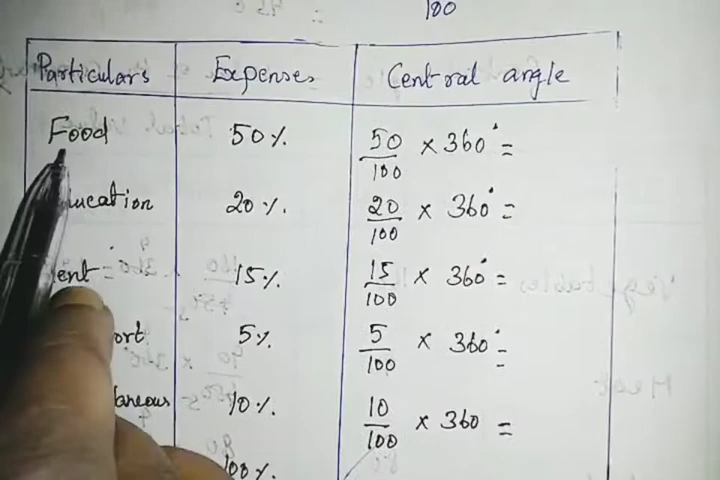 100
Particulars Expenses Central angle
Food 50% 50/100 × 360° =
ucation 20% 20/100 × 360° =
ent 15% 15/100 × 360° =
ort 5% 5/100 × 360° =
laneous 10% 10/100 × 360 =
100%